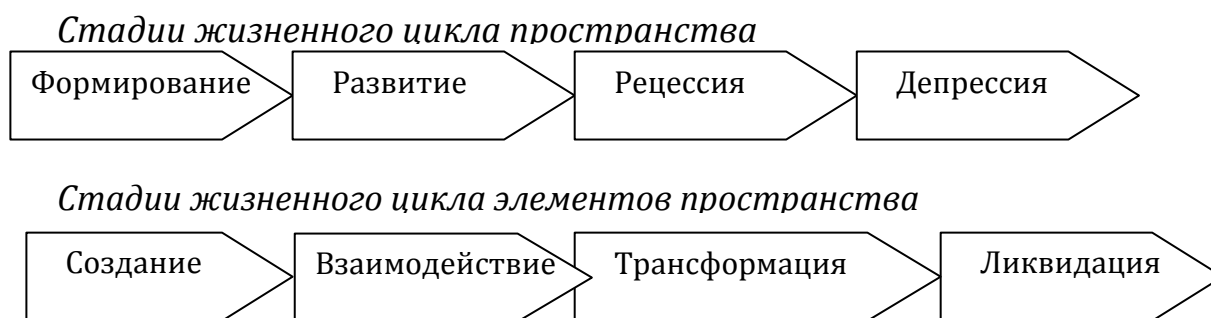 Стадии жизненного цикла пространства
Формирование Развитие Рецессия Депрессия
Стадии жизненного цикла элементов пространства
Создание Взаимодействие Трансформация Ликвидация